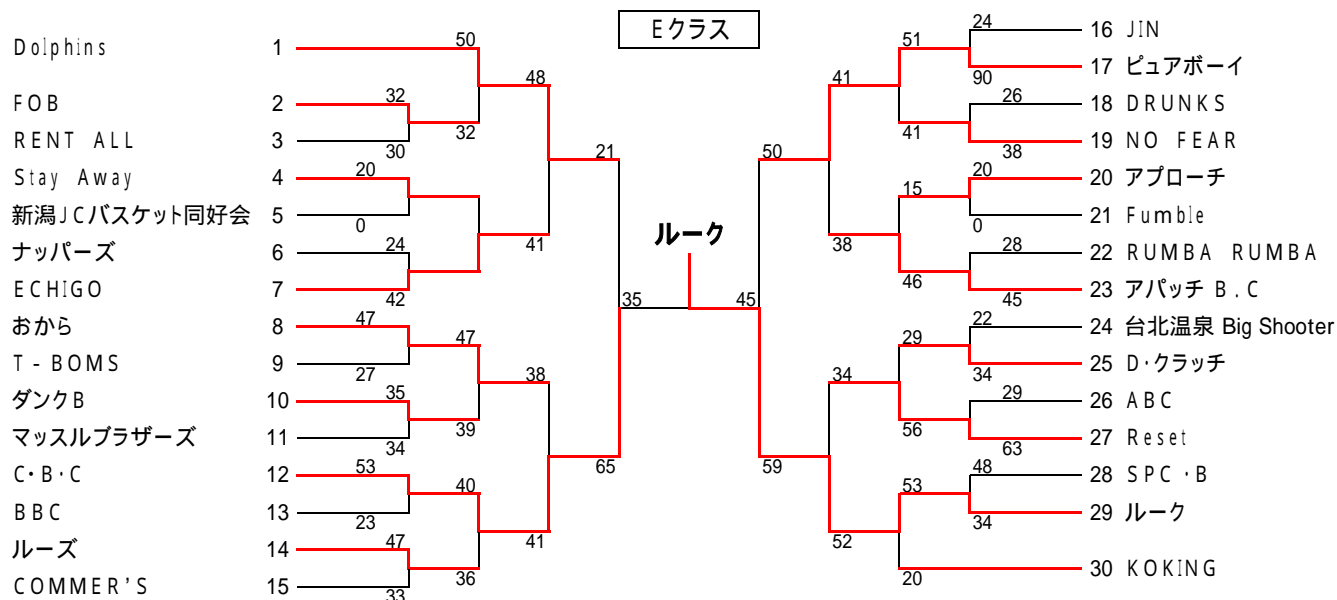 Eクラス
Dolphins 1
FOB 2
RENT ALL 3
Stay Away 4
新潟JCバスケット同好会 5
ナッパーズ 6
ECHIGO 7
おから 8
T-BOMS 9
ダンクB 10
マッスルブラザーズ 11
C・B・C 12
BBC 13
ルーズ 14
COMMER'S 15
50
32
32
30
20
0
24
42
47
27
35
34
53
23
47
33
48
41
47
39
40
36
38
41
21
65
35
ルーク
45
50
59
41
38
34
52
51
41
15
46
29
56
53
20
24
90
26
38
20
0
28
45
22
34
29
63
48
34
16 JIN
17 ピュアボーイ
18 DRUNKS
19 NO FEAR
20 アプローチ
21 Fumble
22 RUMBA RUMBA
23 アパッチ B.C
24 台北温泉 Big Shooter
25 D・クラッチ
26 ABC
27 Reset
28 SPC・B
29 ルーク
30 KOKING